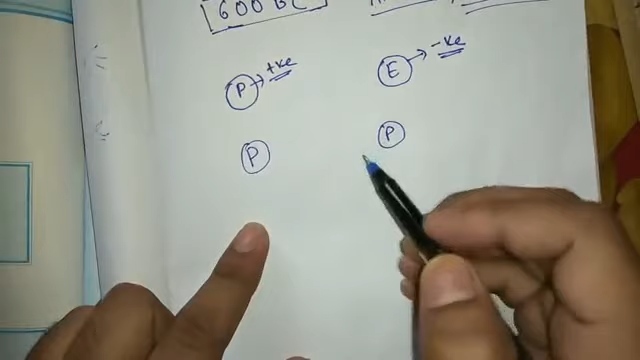 600 BC
P → +ve
E → -ve
P
P